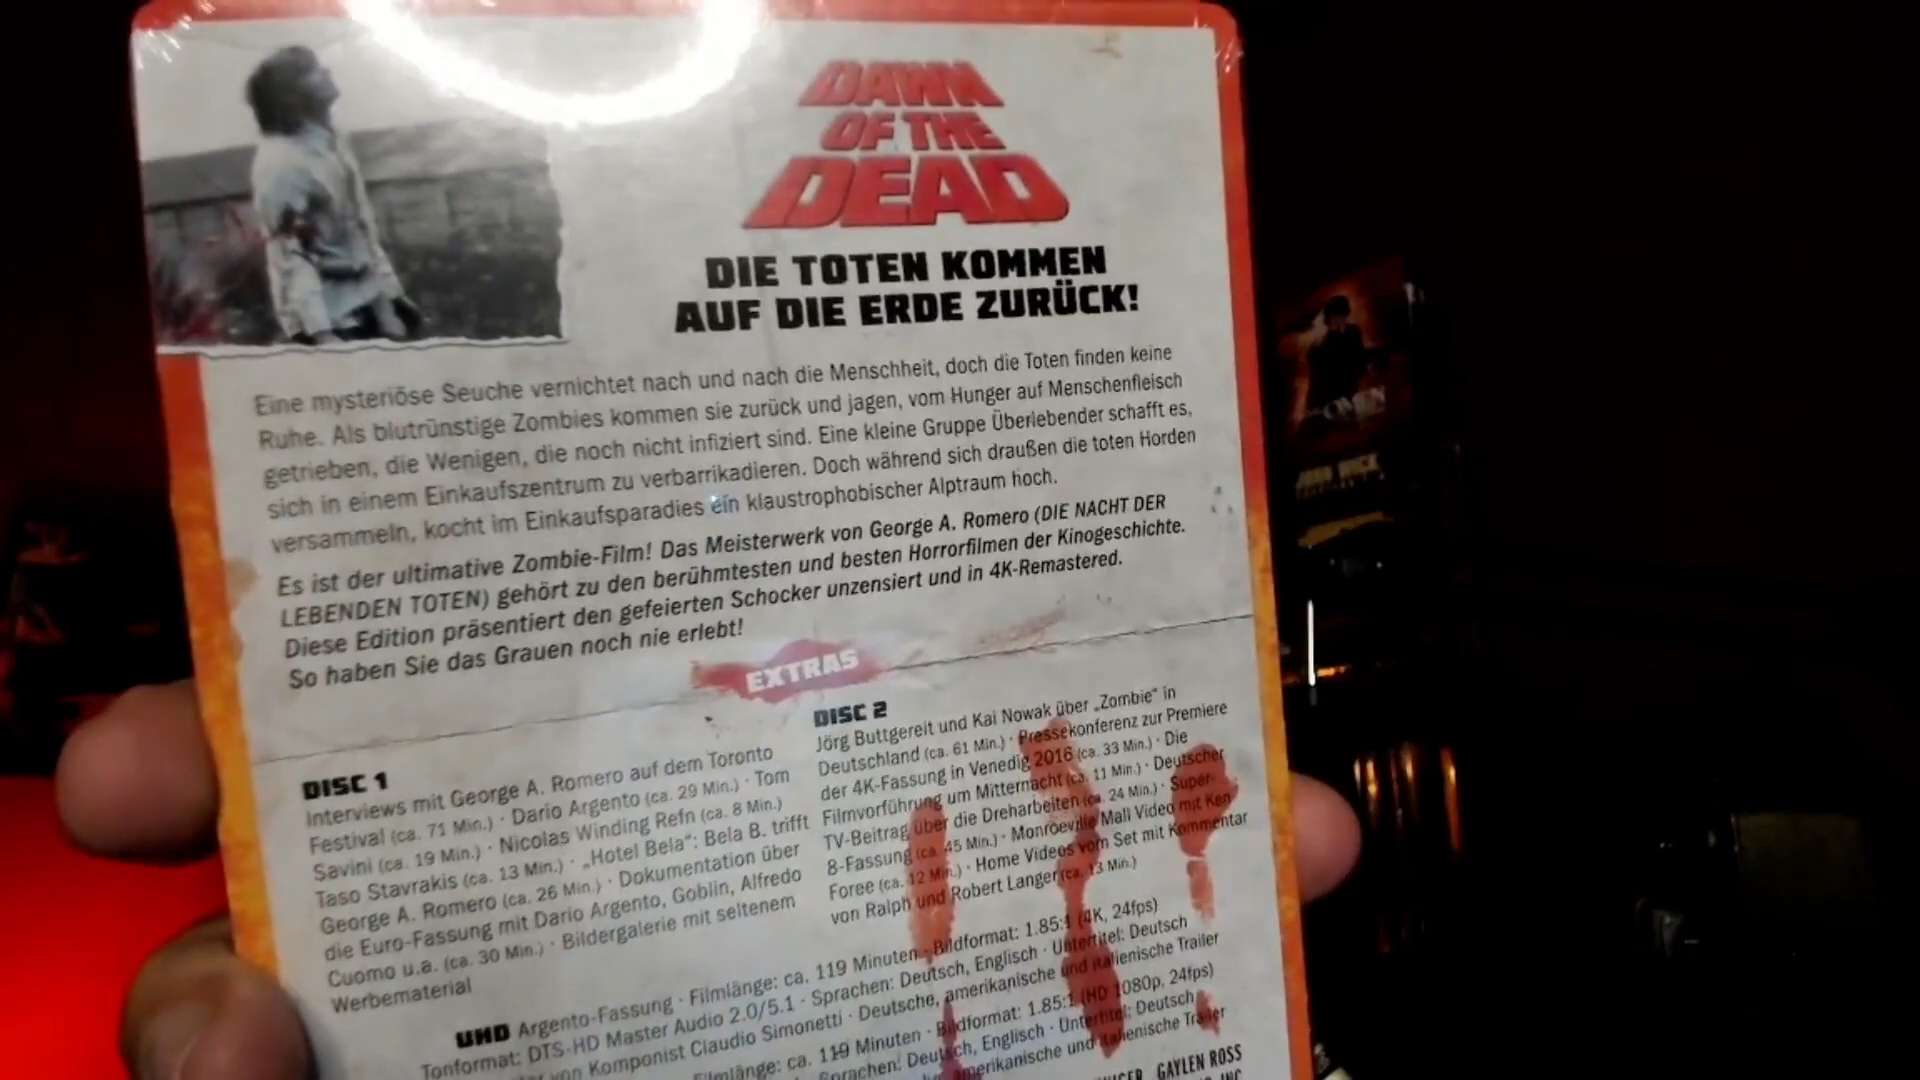 DAWN
OF THE
DEAD
DIE TOTEN KOMMEN
AUF DIE ERDE ZURÜCK!
Eine mysteriöse Seuche vernichtet nach und nach die Menschheit, doch die Toten finden keine
Ruhe. Als blutrünstige Zombies kommen sie zurück und jagen, vom Hunger auf Menschenfleisch
getrieben, die Wenigen, die noch nicht infiziert sind. Eine kleine Gruppe Überlebender schafft es,
sich in einem Einkaufszentrum zu verbarrikadieren. Doch während sich draußen die toten Horden
versammeln, kocht im Einkaufsparadies ein klaustrophobischer Alptraum hoch.
Es ist der ultimative Zombie-Film! Das Meisterwerk von George A. Romero (DIE NACHT DER
LEBENDEN TOTEN) gehört zu den berühmtesten und besten Horrorfilmen der Kinogeschichte.
Diese Edition präsentiert den gefeierten Schocker unzensiert und in 4K-Remastered.
So haben Sie das Grauen noch nie erlebt!
EXTRAS
DISC 1
Interviews mit George A. Romero auf dem Toronto
Festival (ca. 71 Min.) · Dario Argento (ca. 29 Min.) · Tom
Savini (ca. 19 Min.) · Nicolas Winding Refn (ca. 8 Min.)
Taso Stavrakis (ca. 13 Min.) · „Hotel Bela“: Bela B. trifft
George A. Romero (ca. 26 Min.) · Dokumentation über
die Euro-Fassung mit Dario Argento, Goblin, Alfredo
Cuomo u.a. (ca. 30 Min.) · Bildergalerie mit seltenem
Werbematerial
DISC 2
Jörg Buttgereit und Kai Nowak über „Zombie“ in
Deutschland (ca. 61 Min.) · Pressekonferenz zur Premiere
der 4K-Fassung in Venedig 2016 (ca. 33 Min.) · Die
Filmvorführung um Mitternacht (ca. 11 Min.) · Deutscher
TV-Beitrag über die Dreharbeiten (ca. 24 Min.) · Super-
8-Fassung (ca. 45 Min.) · Monroeville Mall Video mit Ken
Foree (ca. 12 Min.) · Home Videos vom Set mit Kommentar
von Ralph und Robert Langer (ca. 13 Min.)
UHD Argento-Fassung · Filmlänge: ca. 119 Minuten · Bildformat: 1.85:1 (4K, 24fps)
Tonformat: DTS-HD Master Audio 2.0/5.1 · Sprachen: Deutsch, Englisch · Untertitel: Deutsch
von Komponist Claudio Simonetti · Deutsche, amerikanische und italienische Trailer
Filmlänge: ca. 119 Minuten · Bildformat: 1.85:1 (HD 1080p, 24fps)
Sprachen: Deutsch, Englisch · Untertitel: Deutsch
amerikanische und italienische Trailer
GAYLEN ROSS
OMEN
JOHN WICK